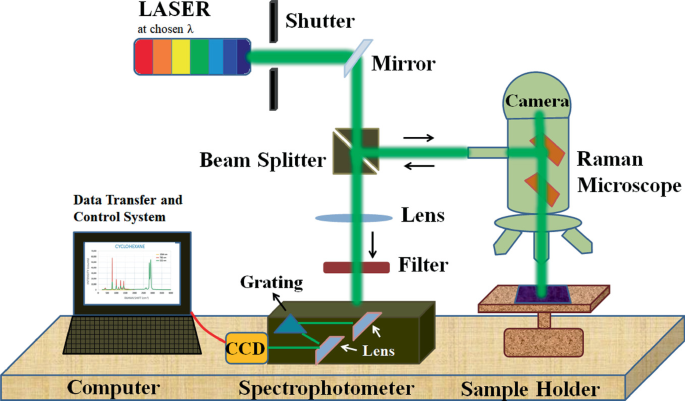 LASER
at chosen λ
Shutter
Mirror
Camera
Beam Splitter
Raman
Microscope
Data Transfer and
Control System
Lens
CYCLOHEXANE
Filter
Grating
Lens
CCD
Computer
Spectrophotometer
Sample Holder